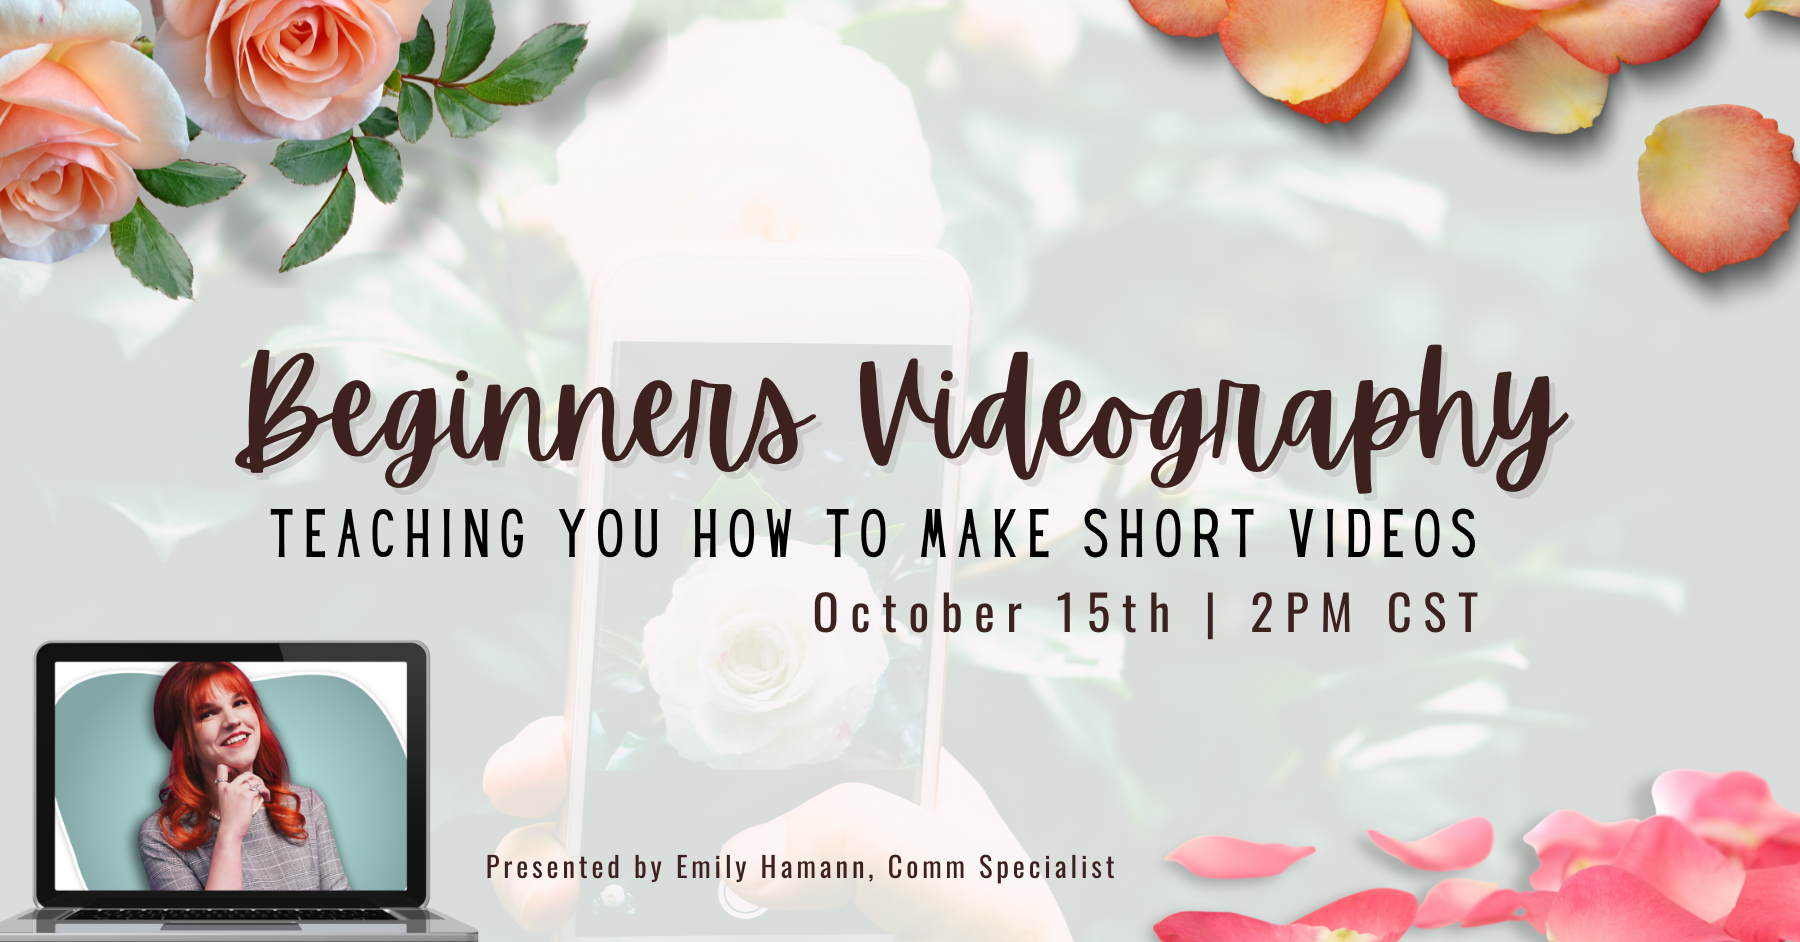 Beginners Videography
TEACHING YOU HOW TO MAKE SHORT VIDEOS
October 15th | 2PM CST
Presented by Emily Hamann, Comm Specialist